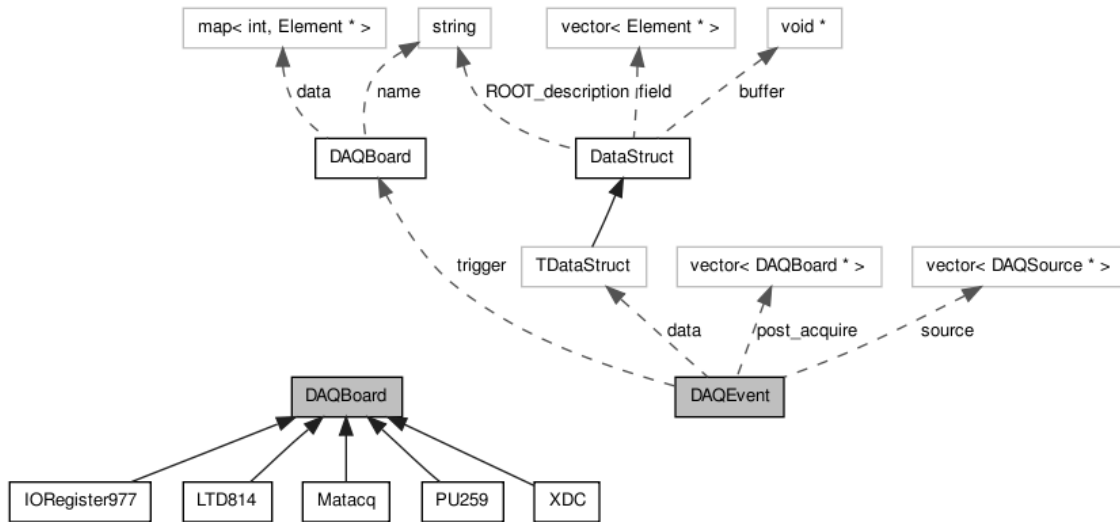 map< int, Element * >
string
vector< Element * >
void *
data
name
ROOT_description
field
buffer
DAQBoard
DataStruct
trigger
TDataStruct
vector< DAQBoard * >
vector< DAQSource * >
data
post_acquire
source
DAQBoard
DAQEvent
IORegister977
LTD814
Matacq
PU259
XDC